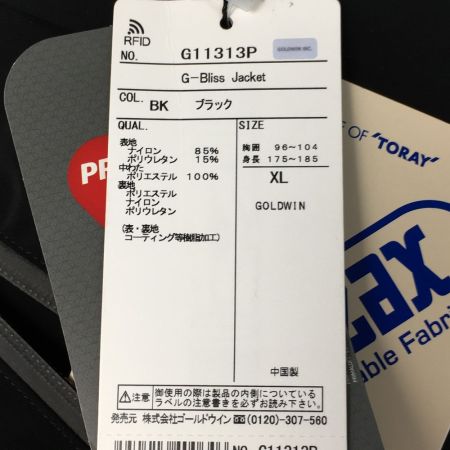 RFID
GOLDWIN INC.
NO. G11313P
G-Bliss Jacket
COL. BK ブラック
QUAL.
表地
ナイロン 85%
ポリウレタン 15%
中わた
ポリエステル 100%
裏地
ポリエステル
ナイロン
ポリウレタン
(表・裏地
コーティング等樹脂加工)
SIZE
胸囲 96-104
身長 175-185
XL
GOLDWIN
中国製
注意 御使用の際は製品の内側についている
ラベルの注意書きを必ずお読み下さい。
発売元 株式会社ゴールドウイン (0120)-307-560
NO. G11313P
PR
OF "TORAY"
ax
able Fabri